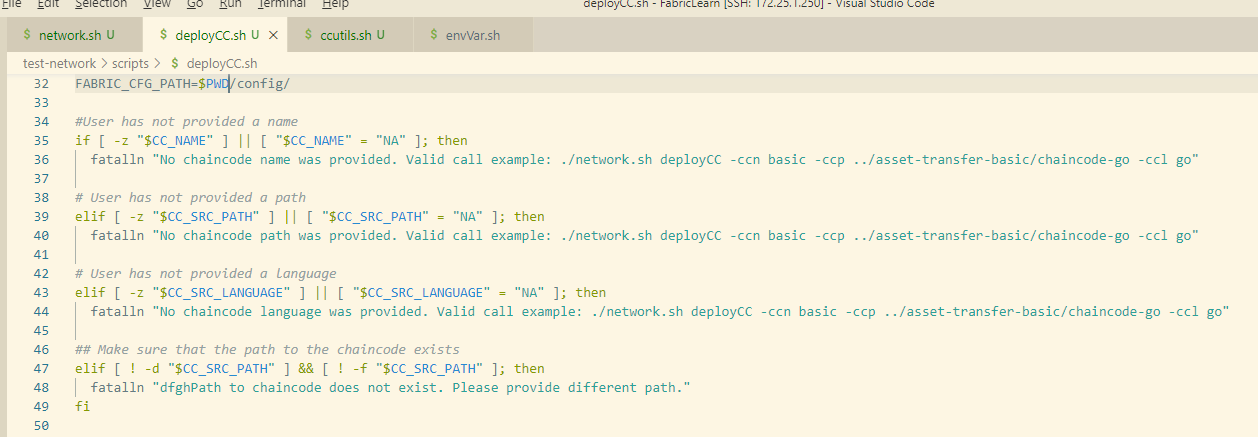 File Edit Selection View Go Run Terminal Help deployCC.sh - FabricLearn [SSH: 172.25.1.250] - Visual Studio Code
$ network.sh U $ deployCC.sh U × $ ccutils.sh U $ envVar.sh
test-network > scripts > $ deployCC.sh
32 FABRIC_CFG_PATH=$PWD/config/
33
34 #User has not provided a name
35 if [ -z "$CC_NAME" ] || [ "$CC_NAME" = "NA" ]; then
36 fatalln "No chaincode name was provided. Valid call example: ./network.sh deployCC -ccn basic -ccp ../asset-transfer-basic/chaincode-go -ccl go"
37
38 # User has not provided a path
39 elif [ -z "$CC_SRC_PATH" ] || [ "$CC_SRC_PATH" = "NA" ]; then
40 fatalln "No chaincode path was provided. Valid call example: ./network.sh deployCC -ccn basic -ccp ../asset-transfer-basic/chaincode-go -ccl go"
41
42 # User has not provided a language
43 elif [ -z "$CC_SRC_LANGUAGE" ] || [ "$CC_SRC_LANGUAGE" = "NA" ]; then
44 fatalln "No chaincode language was provided. Valid call example: ./network.sh deployCC -ccn basic -ccp ../asset-transfer-basic/chaincode-go -ccl go"
45
46 ## Make sure that the path to the chaincode exists
47 elif [ ! -d "$CC_SRC_PATH" ] && [ ! -f "$CC_SRC_PATH" ]; then
48 fatalln "dfghPath to chaincode does not exist. Please provide different path."
49 fi
50